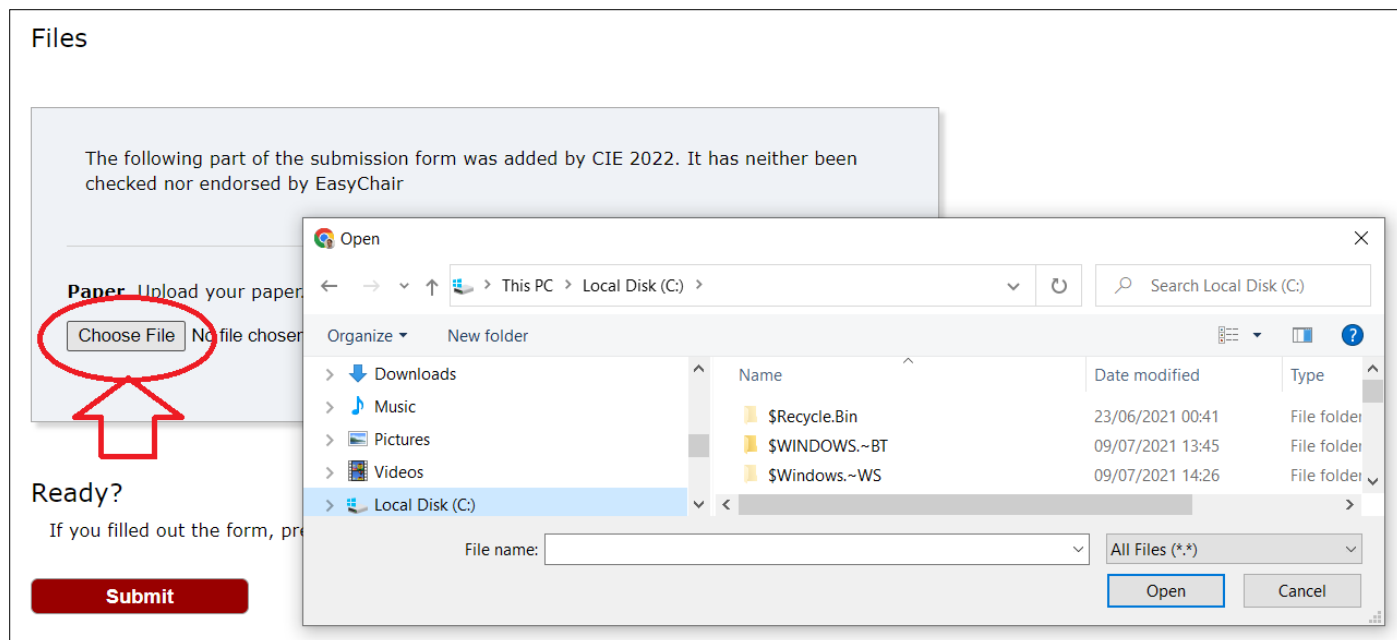 Files
The following part of the submission form was added by CIE 2022. It has neither been
checked nor endorsed by EasyChair
Paper. Upload your paper.
Choose File No file chosen
Open
This PC > Local Disk (C:) >
Search Local Disk (C:)
Organize
New folder
Downloads
Music
Pictures
Videos
Local Disk (C:)
Name Date modified Type
$Recycle.Bin 23/06/2021 00:41 File folder
$WINDOWS.~BT 09/07/2021 13:45 File folder
$Windows.~WS 09/07/2021 14:26 File folder
File name:
All Files (*.*)
Open Cancel
Ready?
If you filled out the form, pre
Submit